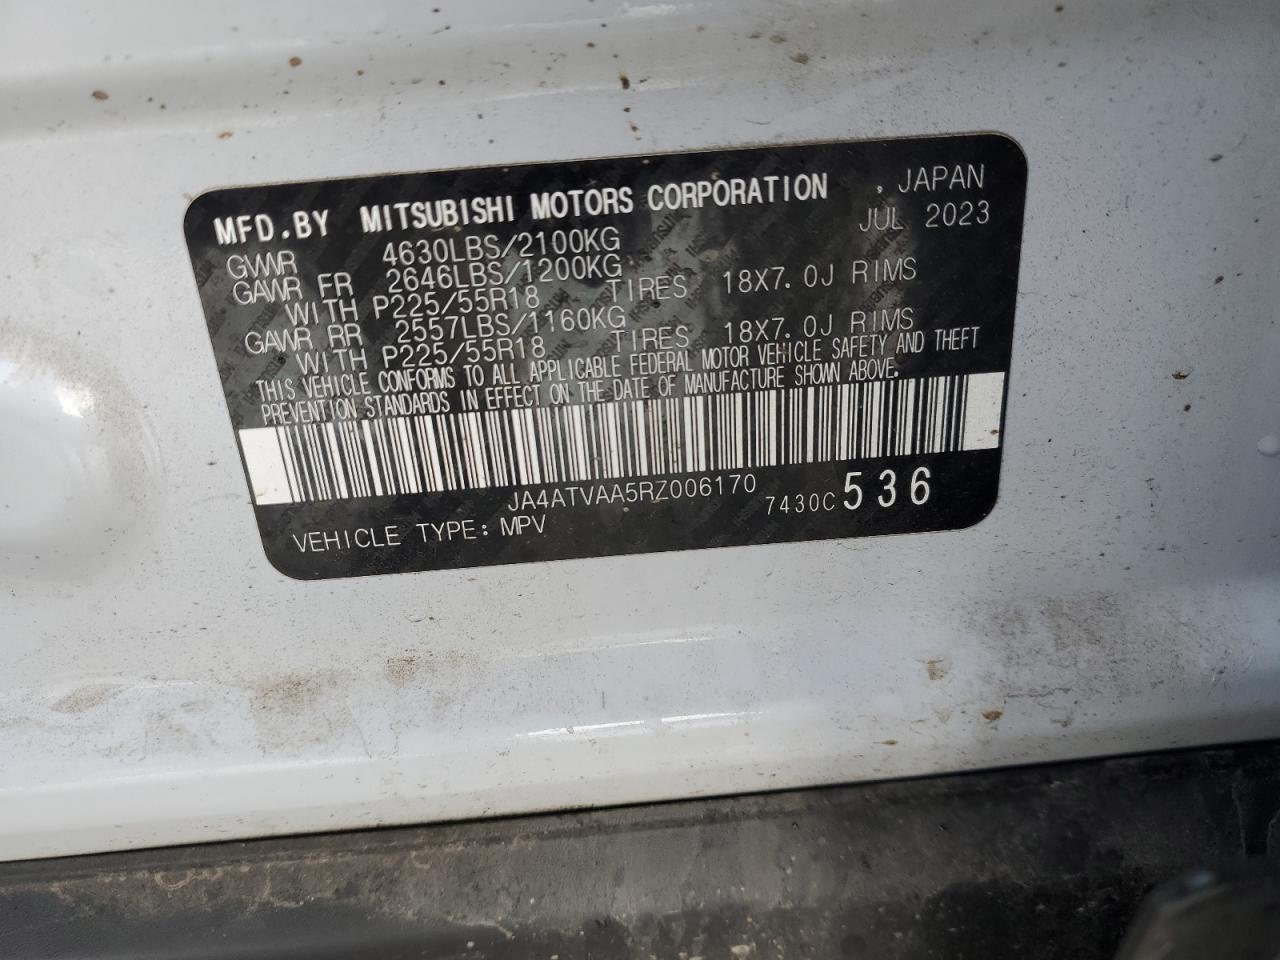 MFD.BY MITSUBISHI MOTORS CORPORATION , JAPAN
JUL 2023
GVWR 4630LBS/2100KG
GAWR FR 2646LBS/1200KG
WITH P225/55R18 TIRES 18X7.0J RIMS
GAWR RR 2557LBS/1160KG
WITH P225/55R18 TIRES 18X7.0J RIMS
THIS VEHICLE CONFORMS TO ALL APPLICABLE FEDERAL MOTOR VEHICLE SAFETY AND THEFT
PREVENTION STANDARDS IN EFFECT ON THE DATE OF MANUFACTURE SHOWN ABOVE.
JA4ATVAA5RZ006170
7430C 536
VEHICLE TYPE: MPV